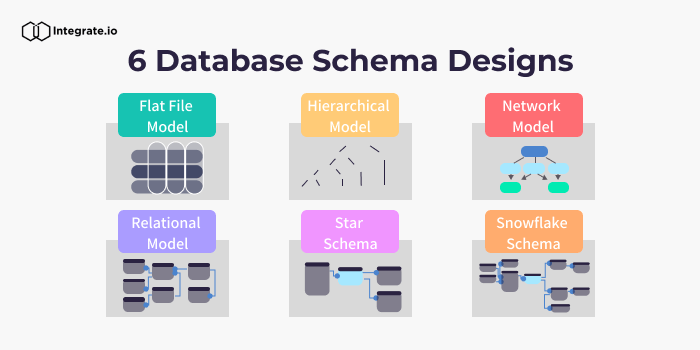 Integrate.io
6 Database Schema Designs
Flat File
Model
Hierarchical
Model
Network
Model
Relational
Model
Star
Schema
Snowflake
Schema